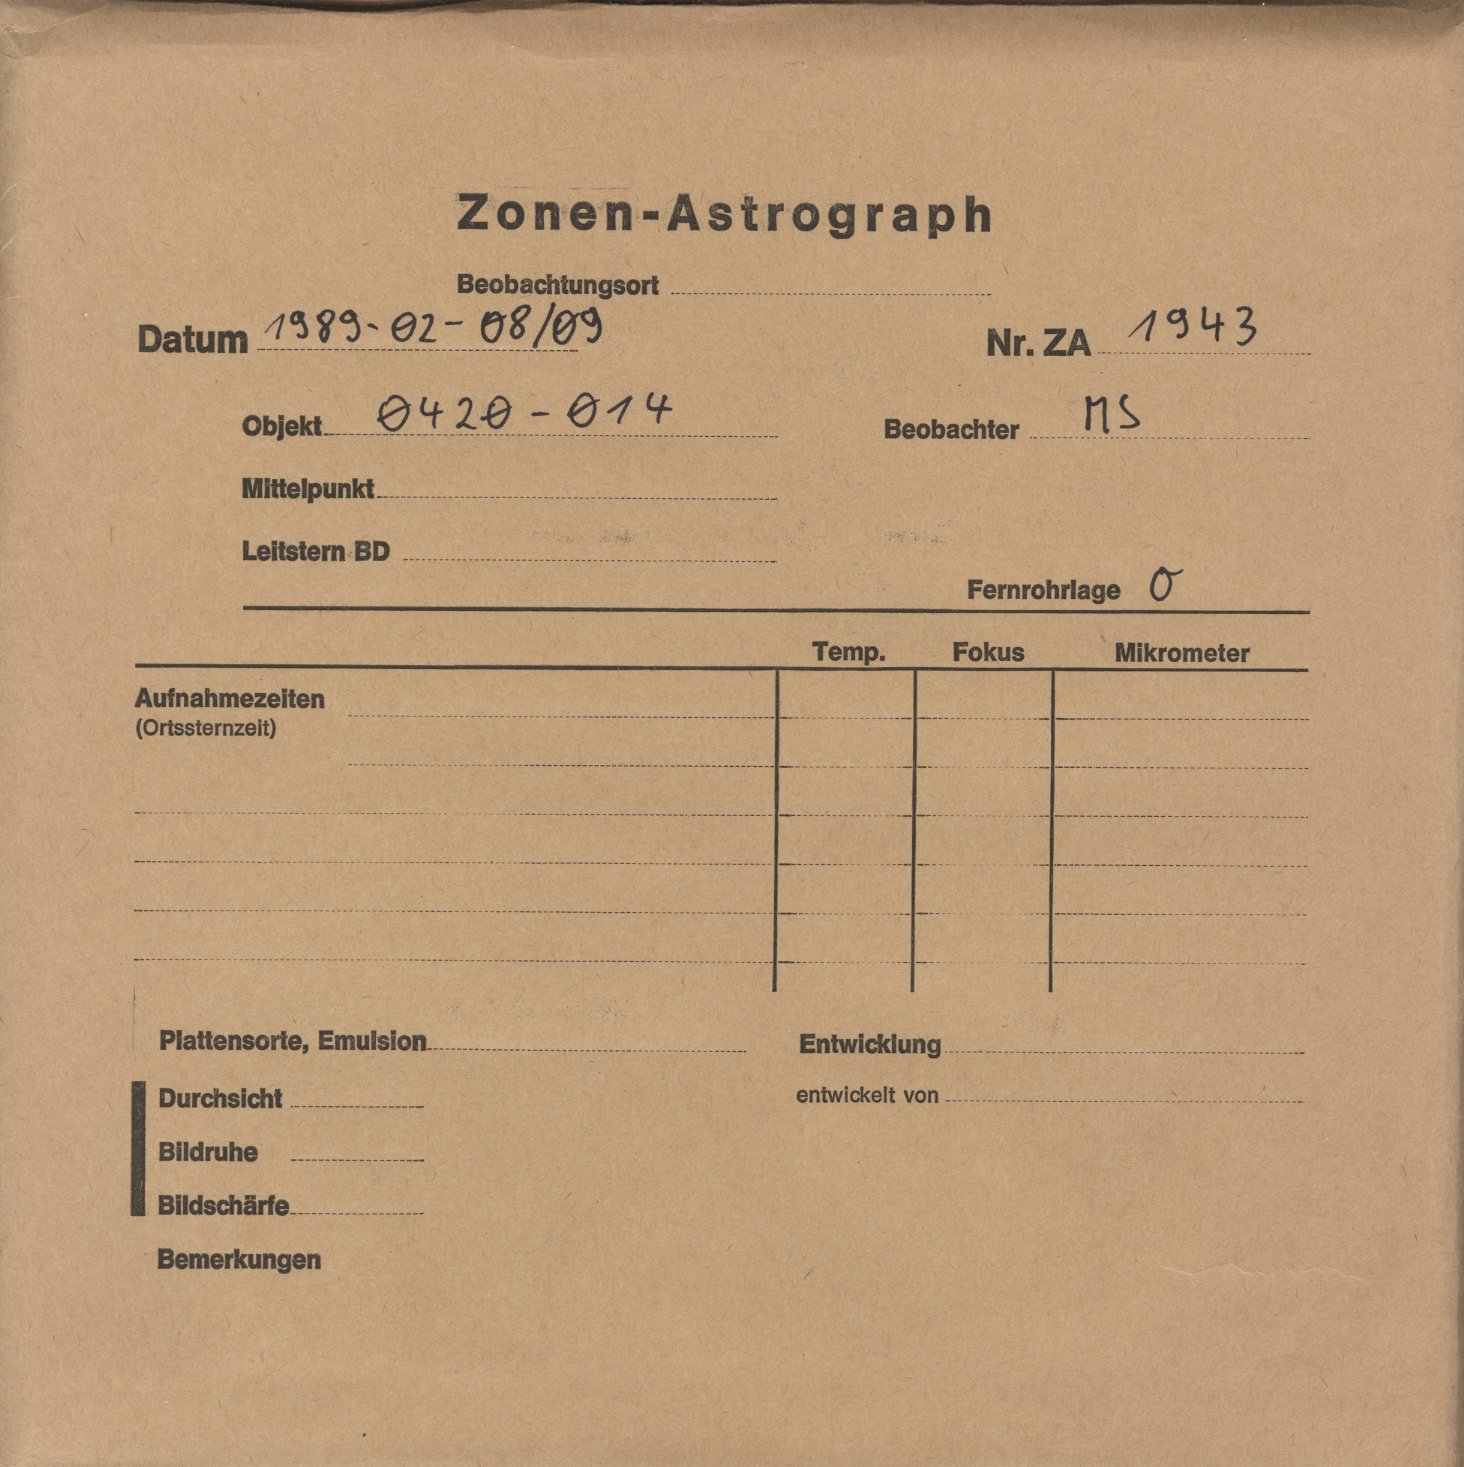 Zonen-Astrograph
Beobachtungsort
Datum 1989-02-08/09 Nr. ZA 1943
Objekt 0420-014 Beobachter MS
Mittelpunkt
Leitstern BD
Fernrohrlage O
Temp. Fokus Mikrometer
Aufnahmezeiten
(Ortssternzeit)
Plattensorte, Emulsion Entwicklung
Durchsicht entwickelt von
Bildruhe
Bildschärfe
Bemerkungen